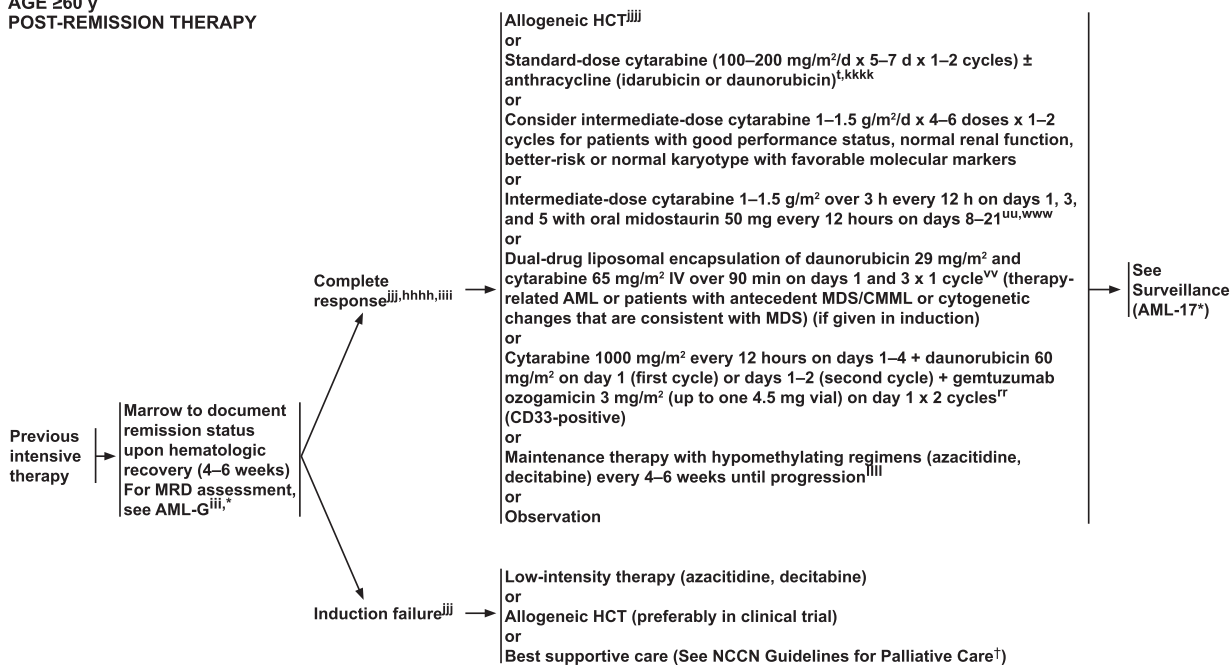 AGE ≥60 y
POST-REMISSION THERAPY
Previous
intensive
therapy
Marrow to document
remission status
upon hematologic
recovery (4–6 weeks)
For MRD assessment,
see AML-Giii,*
Complete
responsejjj,hhhh,iiii
Allogeneic HCTjjjj
or
Standard-dose cytarabine (100–200 mg/m²/d x 5–7 d x 1–2 cycles) ±
anthracycline (idarubicin or daunorubicin)t,kkkk
or
Consider intermediate-dose cytarabine 1–1.5 g/m²/d x 4–6 doses x 1–2
cycles for patients with good performance status, normal renal function,
better-risk or normal karyotype with favorable molecular markers
or
Intermediate-dose cytarabine 1–1.5 g/m² over 3 h every 12 h on days 1, 3,
and 5 with oral midostaurin 50 mg every 12 hours on days 8–21uu,www
or
Dual-drug liposomal encapsulation of daunorubicin 29 mg/m² and
cytarabine 65 mg/m² IV over 90 min on days 1 and 3 x 1 cyclevv (therapy-
related AML or patients with antecedent MDS/CMML or cytogenetic
changes that are consistent with MDS) (if given in induction)
or
Cytarabine 1000 mg/m² every 12 hours on days 1–4 + daunorubicin 60
mg/m² on day 1 (first cycle) or days 1–2 (second cycle) + gemtuzumab
ozogamicin 3 mg/m² (up to one 4.5 mg vial) on day 1 x 2 cyclesrr
(CD33-positive)
or
Maintenance therapy with hypomethylating regimens (azacitidine,
decitabine) every 4–6 weeks until progressionllll
or
Observation
See
Surveillance
(AML-17*)
Induction failurejjj
Low-intensity therapy (azacitidine, decitabine)
or
Allogeneic HCT (preferably in clinical trial)
or
Best supportive care (See NCCN Guidelines for Palliative Care†)